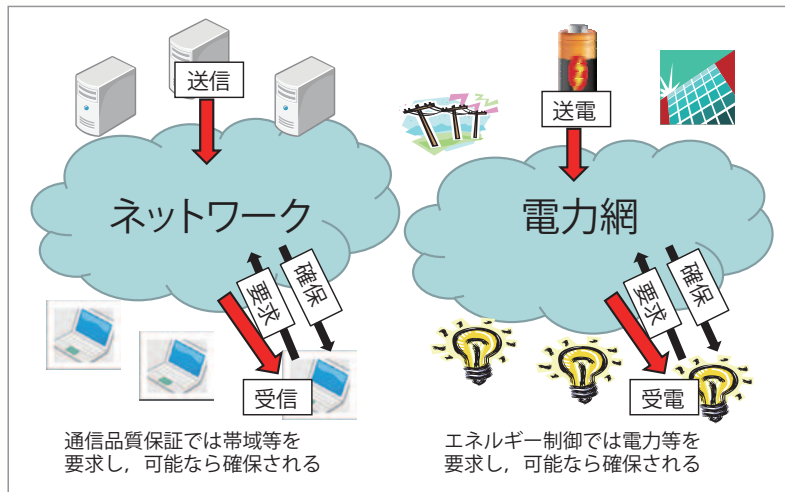 送信
ネットワーク
要求
確保
受信
通信品質保証では帯域等を
要求し，可能なら確保される
送電
電力網
要求
確保
受電
エネルギー制御では電力等を
要求し，可能なら確保される